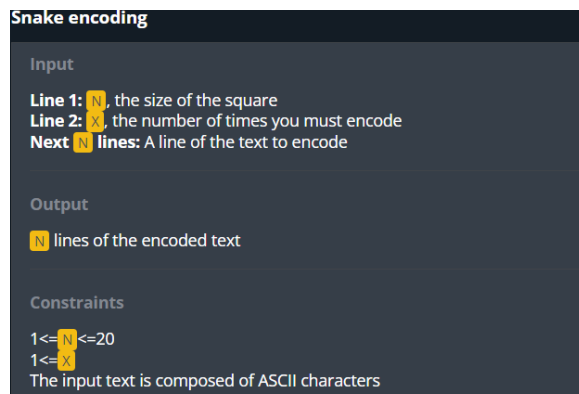 Snake encoding
Input
Line 1: N, the size of the square
Line 2: X, the number of times you must encode
Next N lines: A line of the text to encode
Output
N lines of the encoded text
Constraints
1<=N<=20
1<=X
The input text is composed of ASCII characters